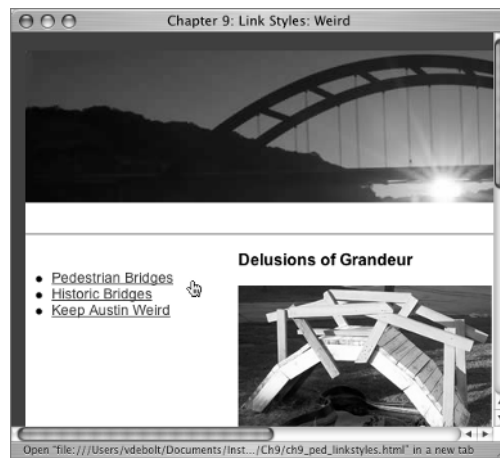 Chapter 9: Link Styles: Weird
Delusions of Grandeur
Pedestrian Bridges
Historic Bridges
Keep Austin Weird
Open "file:///Users/vdebolt/Documents/Inst.../Ch9/ch9_ped_linkstyles.html" in a new tab